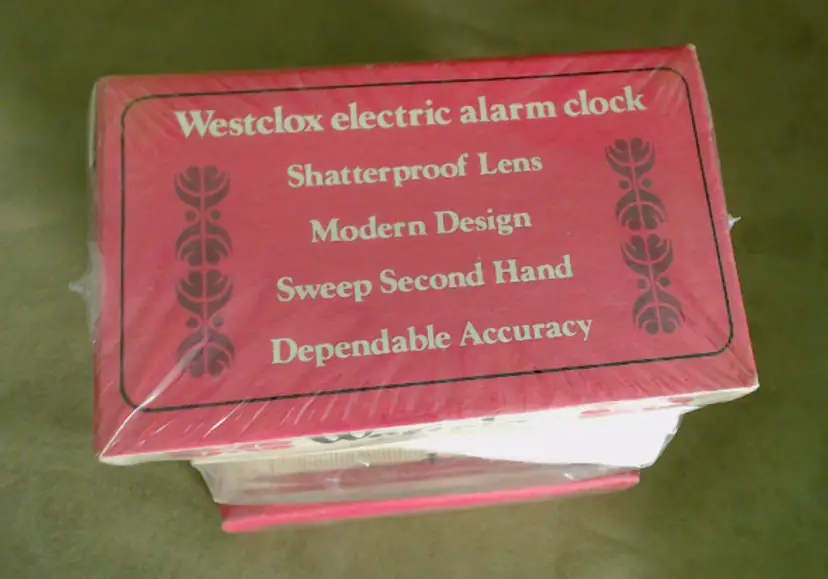 Westclox electric alarm clock
Shatterproof Lens
Modern Design
Sweep Second Hand
Dependable Accuracy